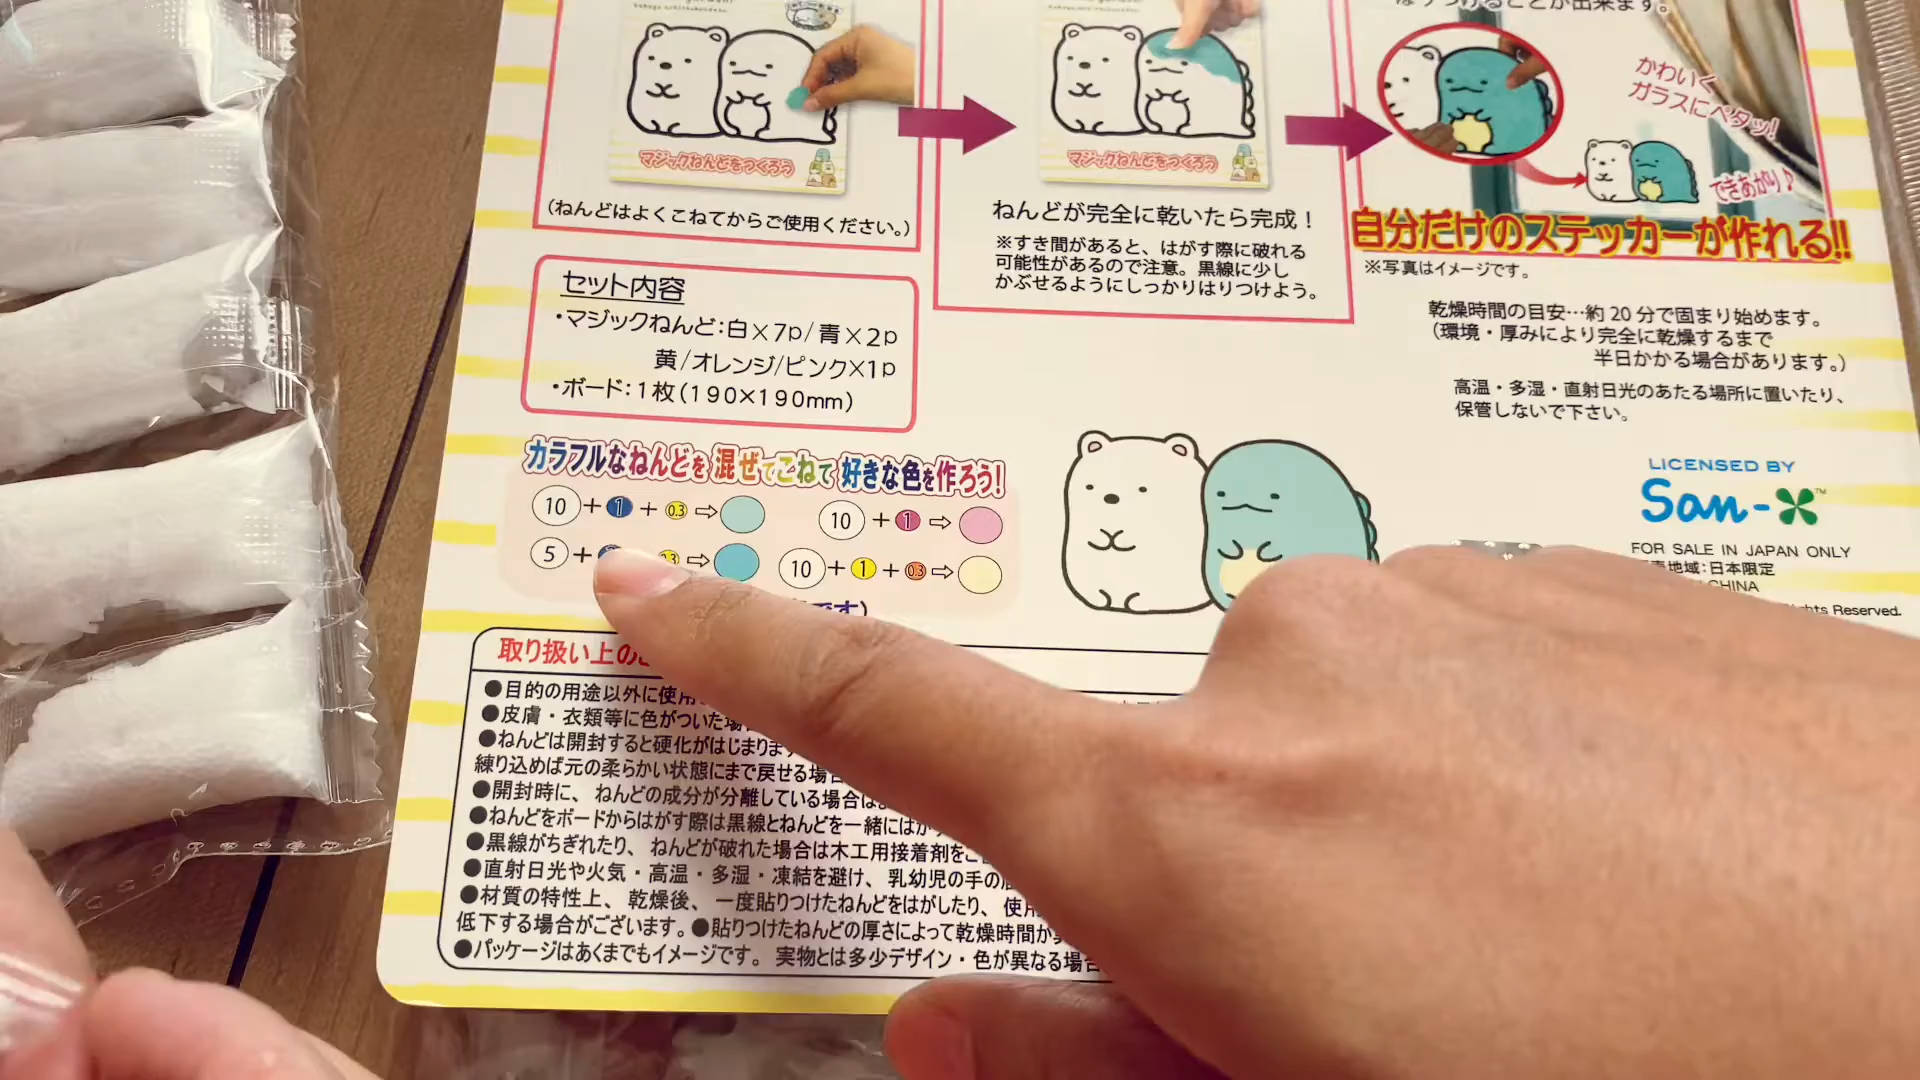 マジックねんどをつくろう
(ねんどはよくこねてからご使用ください。)
マジックねんどをつくろう
ねんどが完全に乾いたら完成！
※すき間があると、はがす際に破れる
可能性があるので注意。黒線に少し
かぶせるようにしっかりはりつけよう。
かわいく
ガラスにペタッ!
できあがり♪
自分だけのステッカーが作れる!!
※写真はイメージです。
乾燥時間の目安…約20分で固まり始めます。
(環境・厚みにより完全に乾燥するまで
半日かかる場合があります。)
高温・多湿・直射日光のあたる場所に置いたり、
保管しないで下さい。
セット内容
・マジックねんど：白×7p/青×2p
黄/オレンジ/ピンク×1p
・ボード：1枚(190×190mm)
カラフルなねんどを混ぜてこねて好きな色を作ろう!
10+1+0.3⇨
10+1⇨
5+ 0.3⇨
10+1+0.3⇨
です)
LICENSED BY
San-X™
FOR SALE IN JAPAN ONLY
地域：日本限定
CHINA
Rights Reserved.
取り扱い上の
●目的の用途以外に使用
●皮膚・衣類等に色がついた場
●ねんどは開封すると硬化がはじまります
練り込めば元の柔らかい状態にまで戻せる場合
●開封時に、ねんどの成分が分離している場合は
●ねんどをボードからはがす際は黒線とねんどを一緒にはが
●黒線がちぎれたり、ねんどが破れた場合は木工用接着剤をご
●直射日光や火気・高温・多湿・凍結を避け、乳幼児の手の届
●材質の特性上、乾燥後、一度貼りつけたねんどをはがしたり、使用
低下する場合がございます。●貼りつけたねんどの厚さによって乾燥時間が異
●パッケージはあくまでもイメージです。実物とは多少デザイン・色が異なる場合